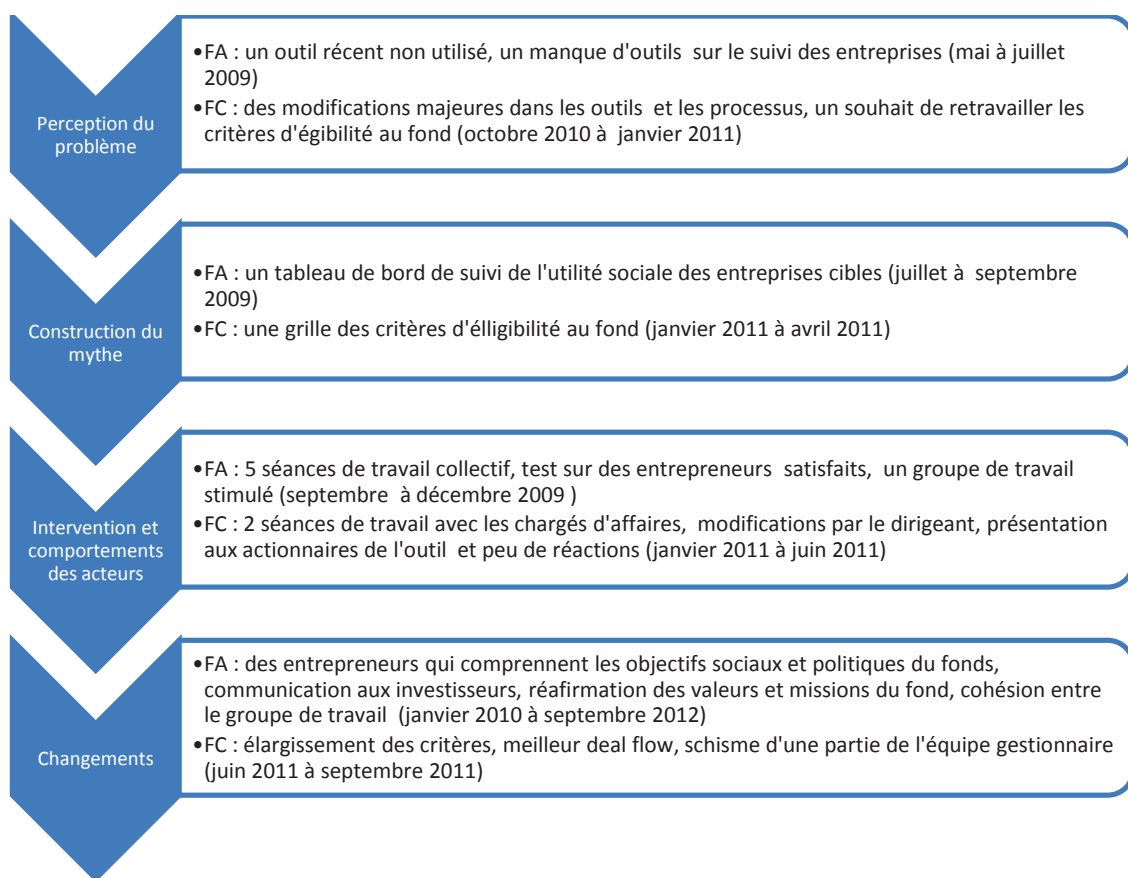 Perception du
problème
•FA : un outil récent non utilisé, un manque d'outils  sur le suivi des entreprises (mai à juillet
2009)
•FC : des modifications majeures dans les outils  et les processus, un souhait de retravailler les
critères d'égibilité au fond (octobre 2010 à  janvier 2011)
Construction du
mythe
•FA : un tableau de bord de suivi de l'utilité sociale des entreprises cibles (juillet à  septembre
2009)
•FC : une grille des critères d'élligibilité au fond (janvier 2011 à avril 2011)
Intervention et
comportements
des acteurs
•FA : 5 séances de travail collectif, test sur des entrepreneurs  satisfaits,  un groupe de travail
stimulé (septembre  à décembre 2009 )
•FC : 2 séances de travail avec les chargés d'affaires,  modifications par le dirigeant, présentation
aux actionnaires de l'outil  et peu de réactions (janvier 2011 à juin 2011)
Changements
•FA : des entrepreneurs qui comprennent les objectifs sociaux et politiques du fonds,
communication aux investisseurs, réafirmation des valeurs et missions du fond, cohésion entre
le groupe de travail  (janvier 2010 à septembre 2012)
•FC : élargissement des critères, meilleur deal flow, schisme d'une partie de l'équipe gestionnaire
(juin 2011 à septembre 2011)